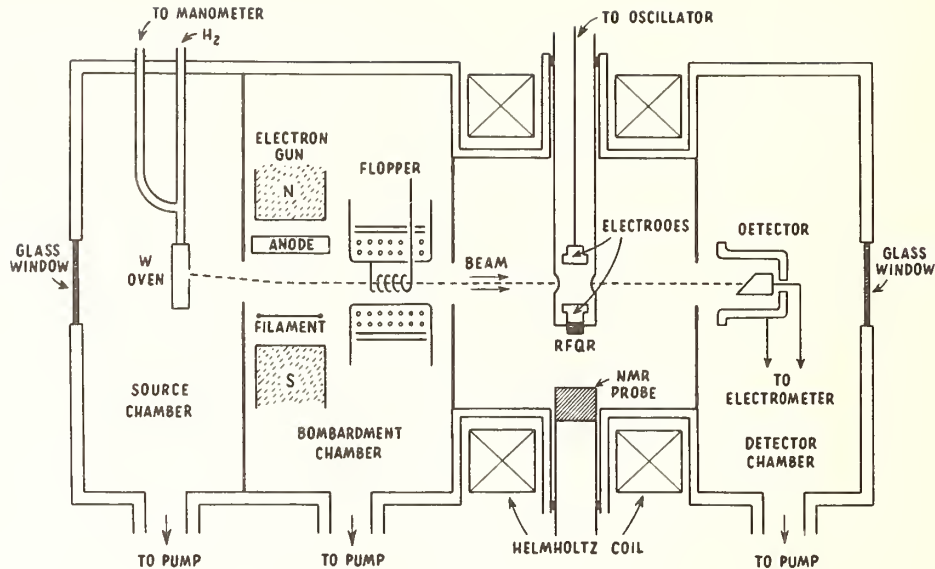 TO MANOMETER
H2
TO OSCILLATOR
ELECTRON
GUN
N
FLOPPER
ANODE
ELECTROOES
DETECTOR
GLASS
WINDOW
W
OVEN
BEAM
GLASS
WINDOW
FILAMENT
S
RFQR
NMR
PROBE
TO
ELECTROMETER
SOURCE
CHAMBER
BOMBARDMENT
CHAMBER
DETECTOR
CHAMBER
HELMHOLTZ COIL
TO PUMP
TO PUMP
TO PUMP